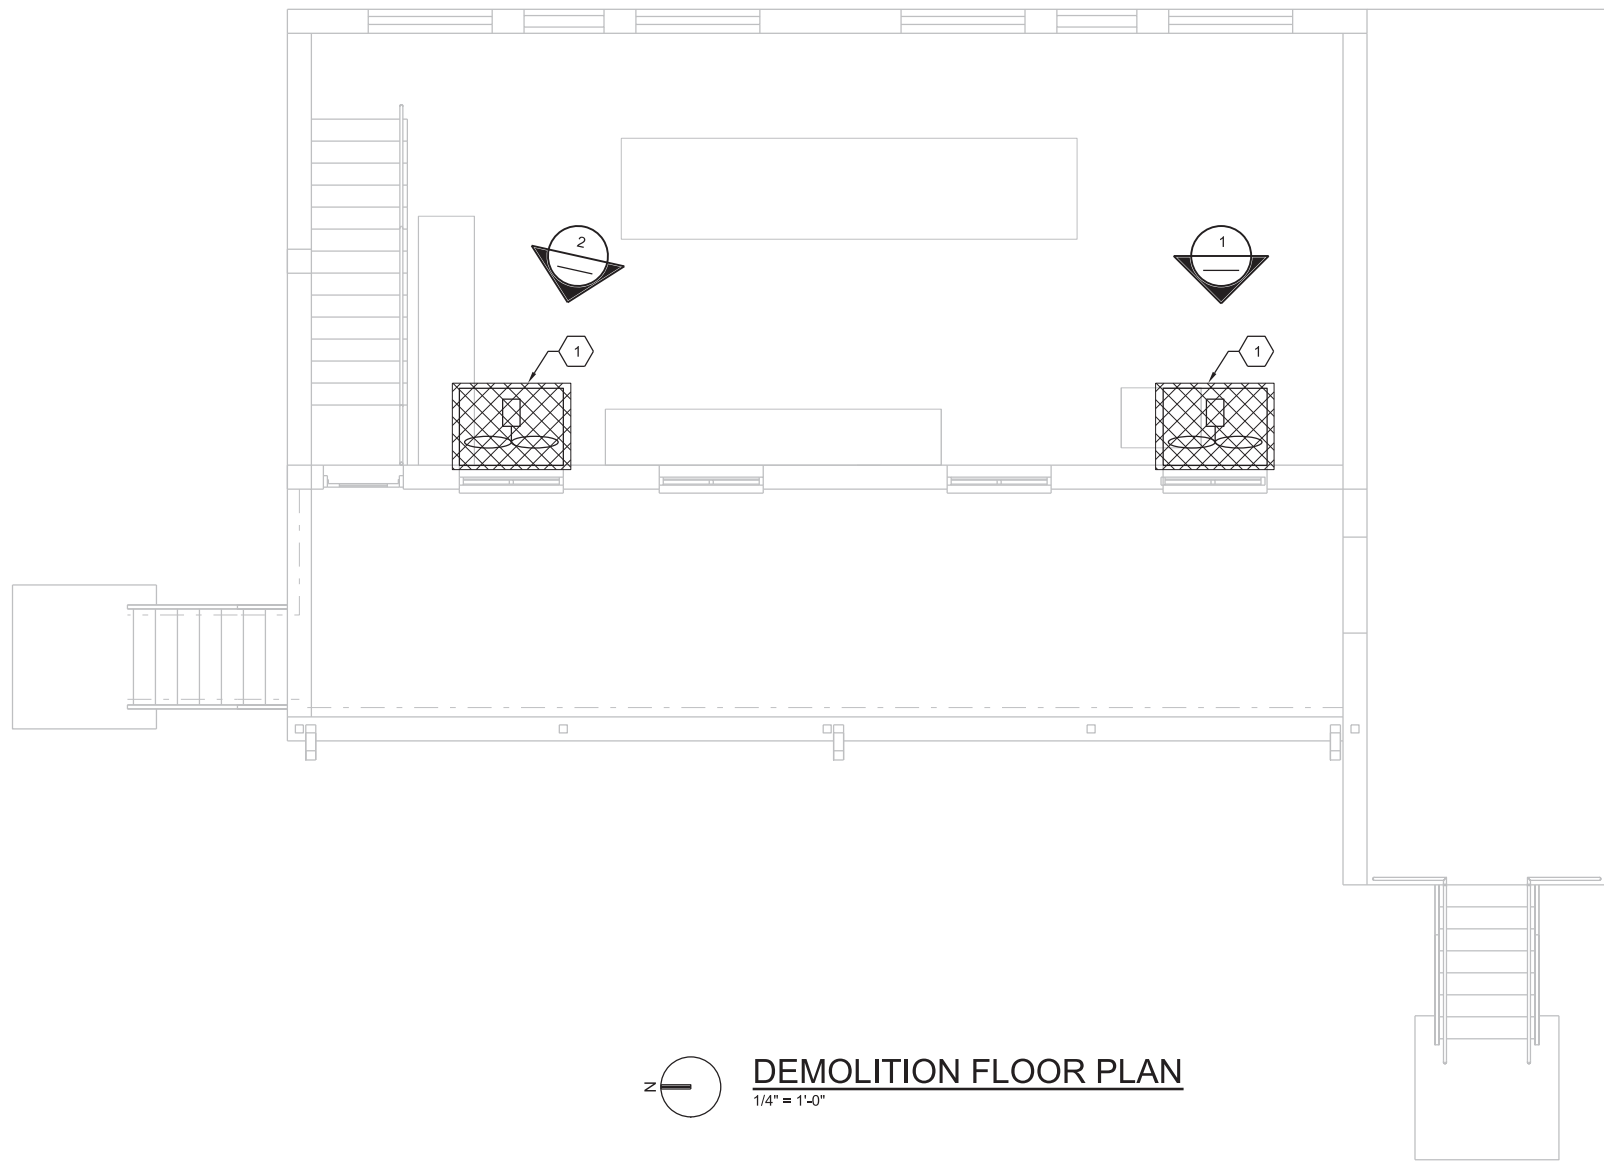 2
1
1
1
N
DEMOLITION FLOOR PLAN
1/4" = 1'-0"